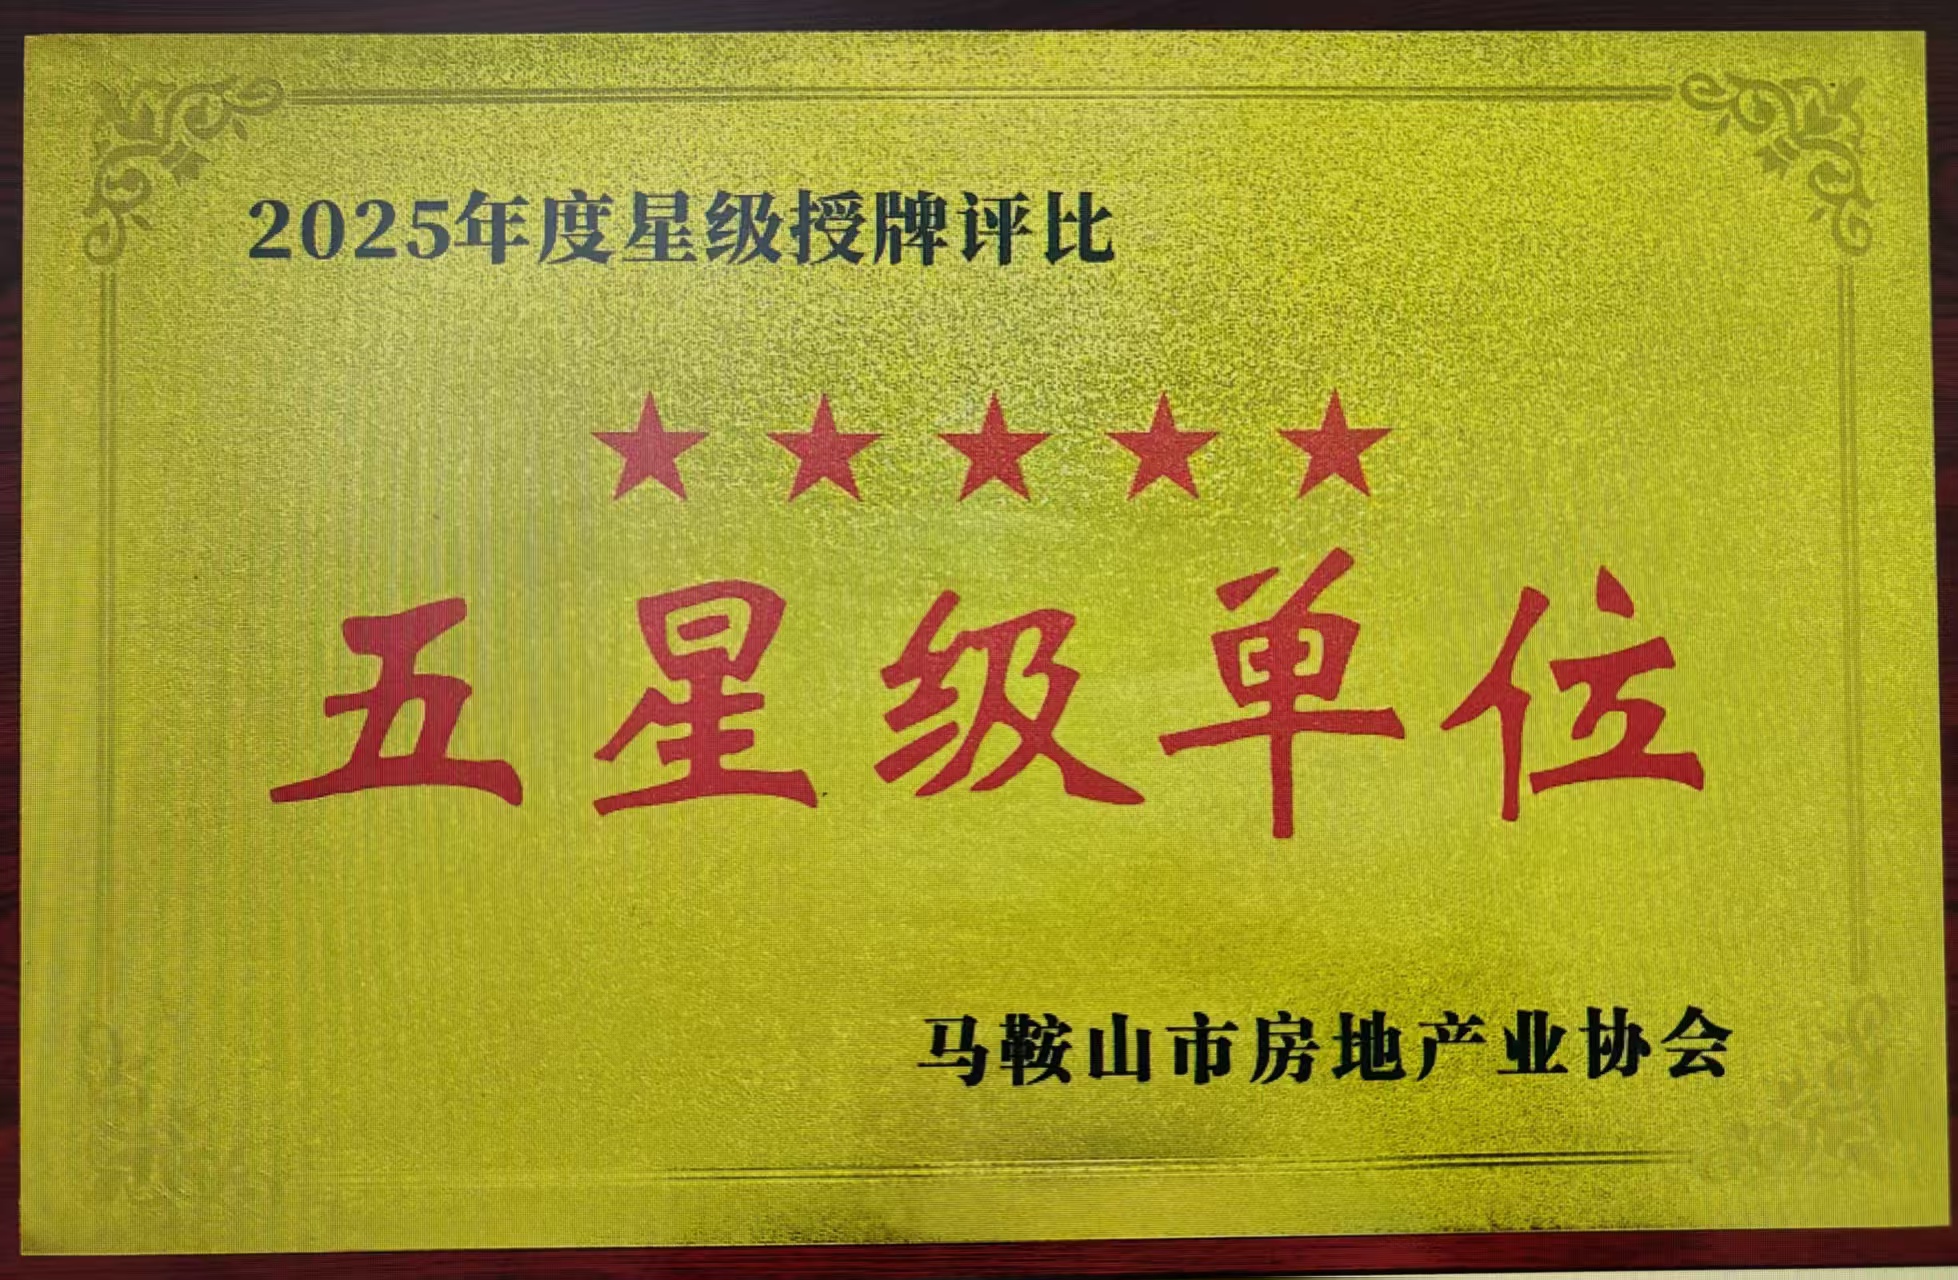 2025年度星级授牌评比
五星级单位
马鞍山市房地产业协会